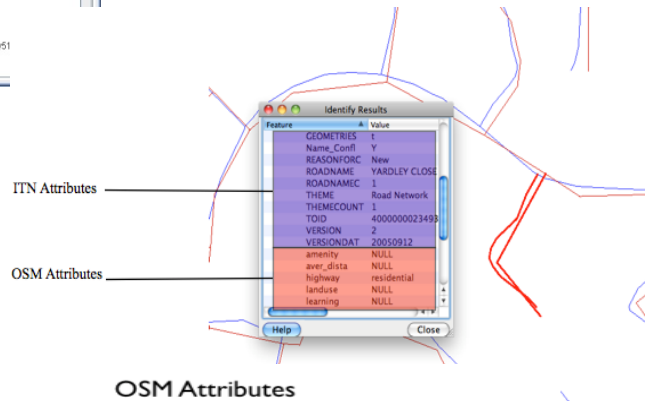 051
Identify Results
Feature Value
GEOMETRIES t
Name_Confl Y
REASONFORC New
ROADNAME YARDLEY CLOSE
ROADNAMEC 1
THEME Road Network
THEMECOUNT 1
TOID 4000000023493
VERSION 2
VERSIONDAT 20050912
amenity NULL
aver_dista NULL
highway residential
landuse NULL
learning NULL
Help Close
ITN Attributes
OSM Attributes
OSM Attributes